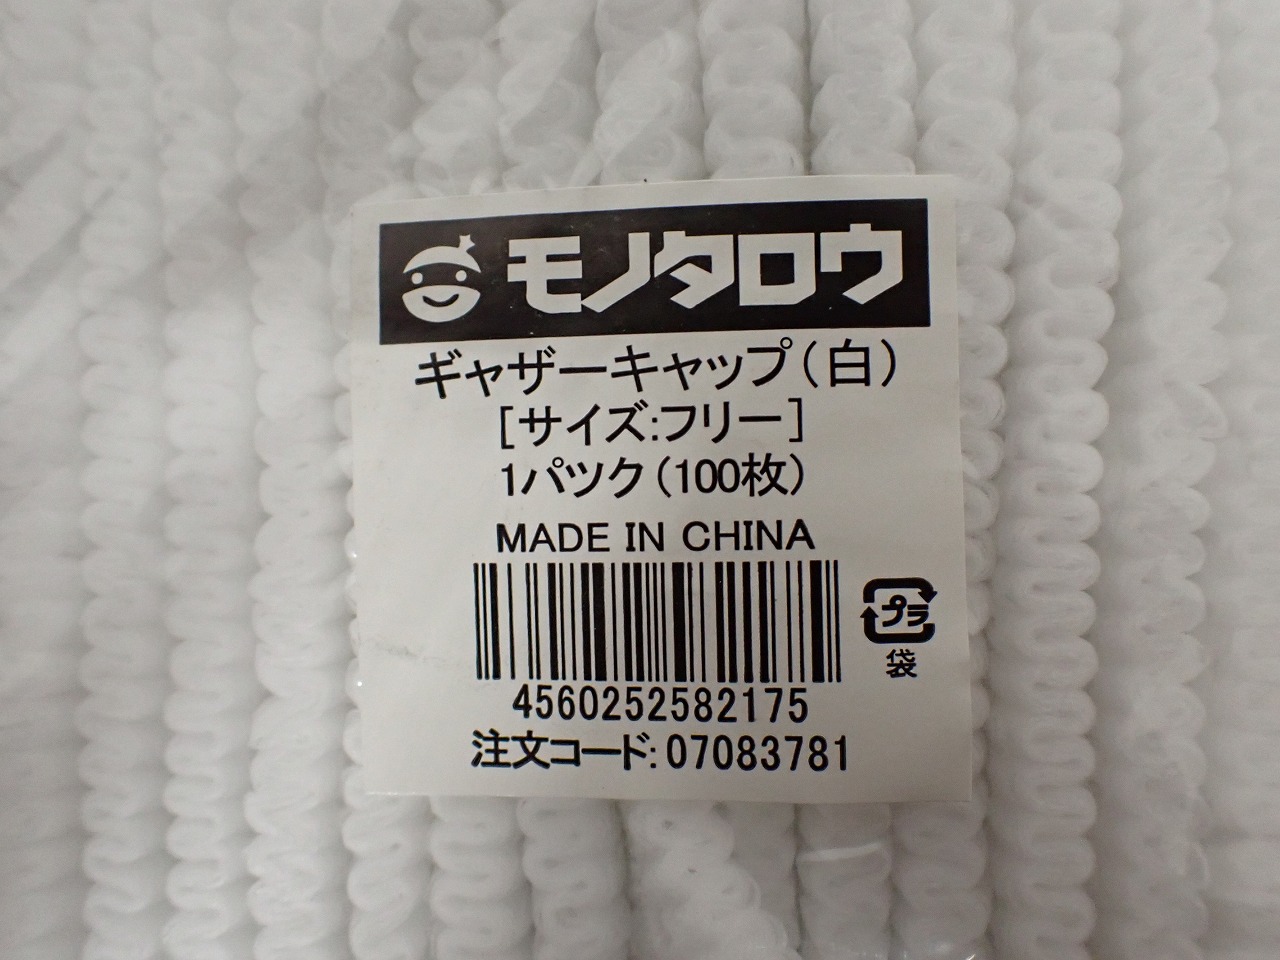 モノタロウ
ギャザーキャップ(白)
[サイズ:フリー]
1パツク(100枚)
MADE IN CHINA
プラ
袋
4560252582175
注文コード:07083781